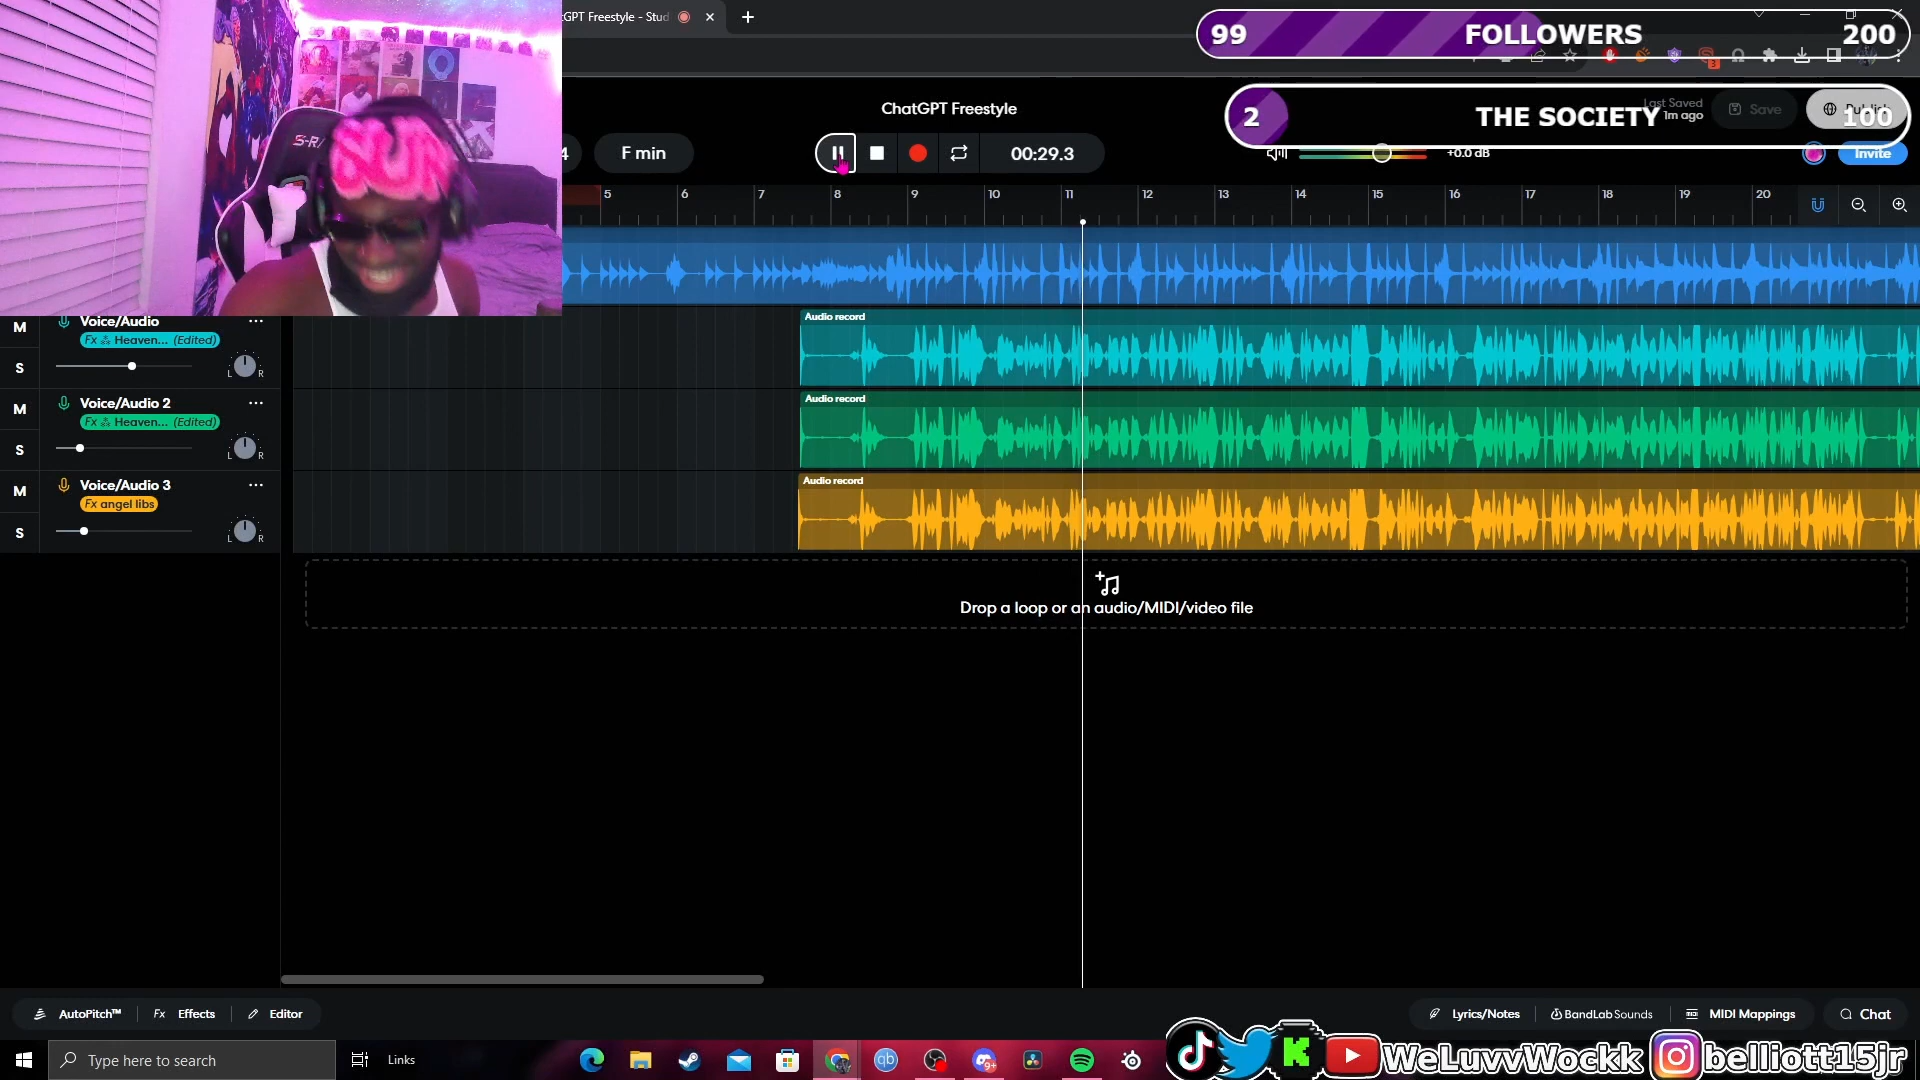 GPT Freestyle - Stud
99 FOLLOWERS 200
ChatGPT Freestyle
2 THE SOCIETY 100
Last Saved
1m ago
Save
4
F min
00:29.3
+0.0 dB
Invite
5 6 7 8 9 10 11 12 13 14 15 16 17 18 19 20
S-R
M
Voice/Audio
Fx Heaven... (Edited)
S
L R
Audio record
M
Voice/Audio 2
Fx Heaven... (Edited)
S
L R
Audio record
M
Voice/Audio 3
Fx angel libs
S
L R
Audio record
Drop a loop or an audio/MIDI/video file
AutoPitch™
Fx Effects
Editor
Lyrics/Notes
BandLab Sounds
MIDI Mappings
Chat
Type here to search
Links
qb
9+
K
WeLuvvWockk
belliott15jr